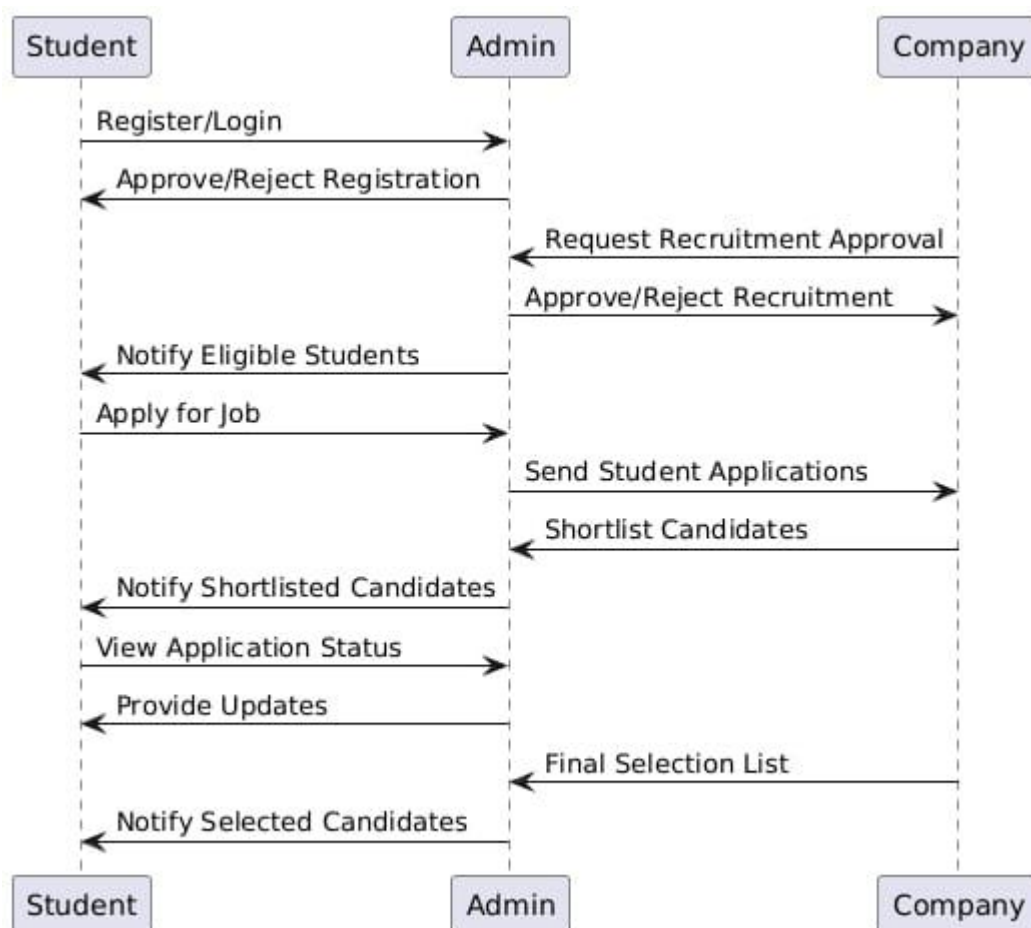 Student Admin Company
Register/Login
Approve/Reject Registration
Request Recruitment Approval
Approve/Reject Recruitment
Notify Eligible Students
Apply for Job
Send Student Applications
Shortlist Candidates
Notify Shortlisted Candidates
View Application Status
Provide Updates
Final Selection List
Notify Selected Candidates
Student Admin Company